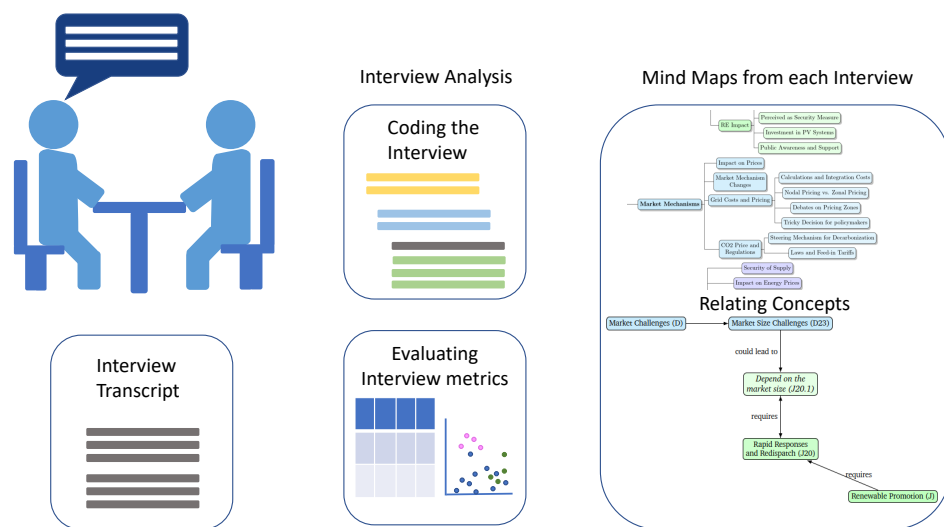 Interview Analysis
Mind Maps from each Interview
Coding the
Interview
Interview
Transcript
Evaluating
Interview metrics
RE Impact
Perceived as Security Measure
Investment in PV Systems
Public Awareness and Support
Market Mechanisms
Impact on Prices
Market Mechanism
Changes
Grid Costs and Pricing
Calculations and Integration Costs
Nodal Pricing vs. Zonal Pricing
Debates on Pricing Zones
Tricky Decision for policymakers
CO2 Price and
Regulations
Steering Mechanism for Decarbonization
Laws and Feed-in Tariffs
Security of Supply
Impact on Energy Prices
Relating Concepts
Market Challenges (D)
Market Size Challenges (D23)
could lead to
Depend on the
market size (J20.1)
requires
Rapid Responses
and Redispatch (J20)
requires
Renewable Promotion (J)